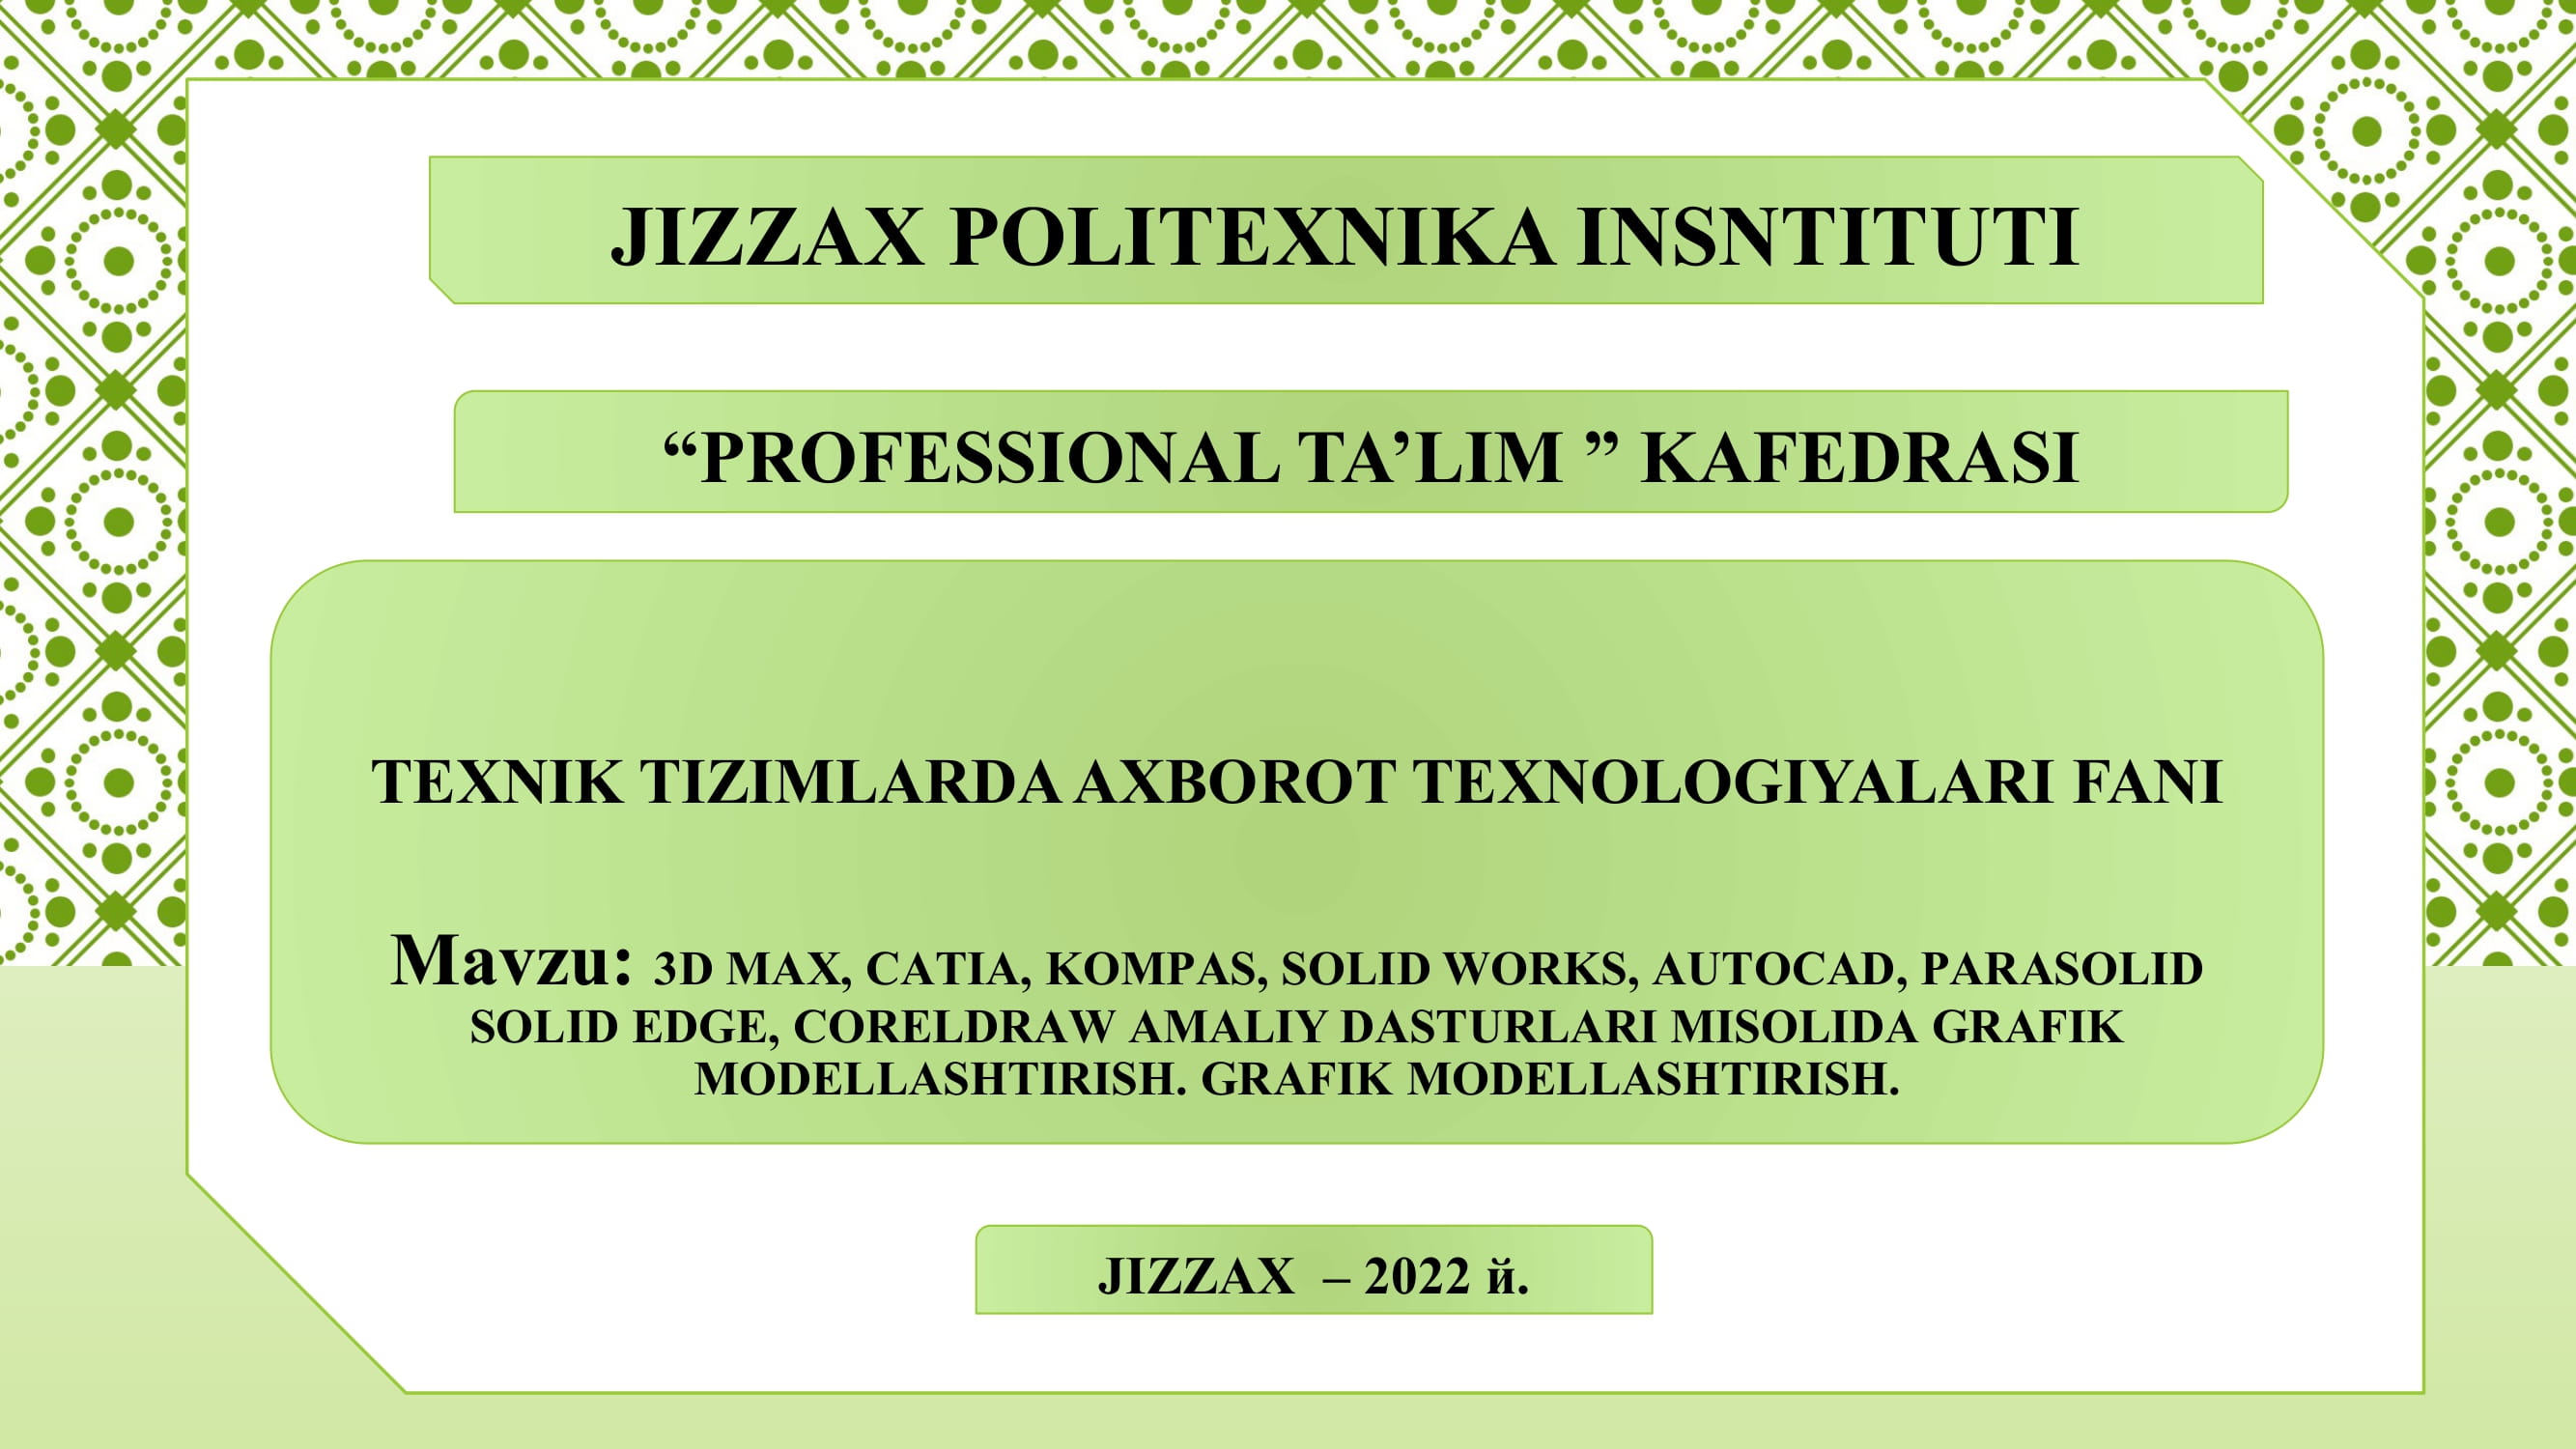 JIZZAX POLITEXNIKA INSNTITUTI
“PROFESSIONAL TA’LIM ” KAFEDRASI
TEXNIK TIZIMLARDA AXBOROT TEXNOLOGIYALARI FANI
Mavzu: 3D MAX, CATIA, KOMPAS, SOLID WORKS, AUTOCAD, PARASOLID
SOLID EDGE, CORELDRAW AMALIY DASTURLARI MISOLIDA GRAFIK
MODELLASHTIRISH. GRAFIK MODELLASHTIRISH.
JIZZAX – 2022 й.